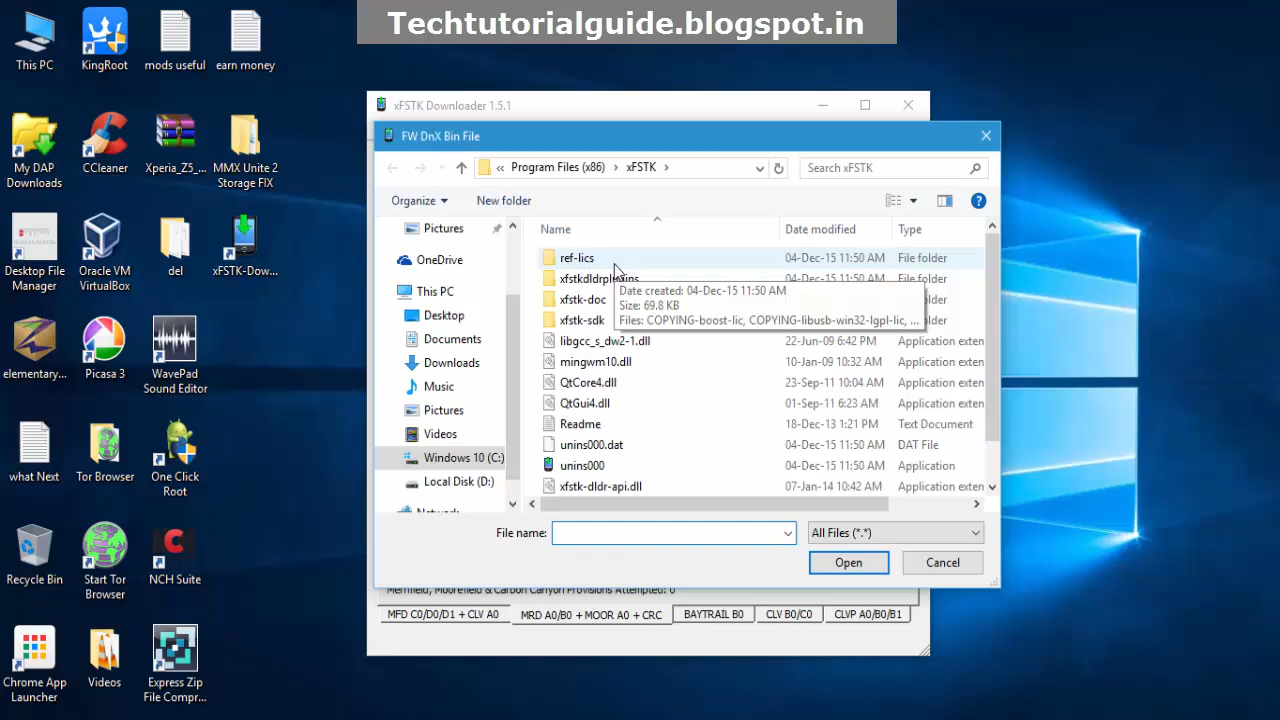 Techtutorialguide.blogspot.in
This PC
KingRoot
mods useful
earn money
My DAP
Downloads
CCleaner
Xperia_Z5_...
MMX Unite 2
Storage FIX
Desktop File
Manager
Oracle VM
VirtualBox
del
xFSTK-Dow...
elementary...
Picasa 3
WavePad
Sound Editor
what Next
Tor Browser
One Click
Root
Recycle Bin
Start Tor
Browser
NCH Suite
Chrome App
Launcher
Videos
Express Zip
File Compr...
xFSTK Downloader 1.5.1
FW DnX Bin File
« Program Files (x86) › xFSTK ›
Search xFSTK
Organize
New folder
Pictures
OneDrive
This PC
Desktop
Documents
Downloads
Music
Pictures
Videos
Windows 10 (C:)
Local Disk (D:)
Name Date modified Type
ref-lics 04-Dec-15 11:50 AM File folder
04-Dec-15 11:50 AM File folder
xfstk-doc
xfstk-sdk
Date created: 04-Dec-15 11:50 AM
Size: 69.8 KB
Files: COPYING-boost-lic, COPYING-libusb-win32-lgpl-lic, ...
libgcc_s_dw2-1.dll 22-Jun-09 6:42 PM Application exten
mingwm10.dll 10-Jan-09 10:32 AM Application exten
QtCore4.dll 23-Sep-11 10:04 AM Application exten
QtGui4.dll 01-Sep-11 6:23 AM Application exten
Readme 18-Dec-13 1:21 PM Text Document
unins000.dat 04-Dec-15 11:50 AM DAT File
unins000 04-Dec-15 11:50 AM Application
xfstk-dldr-api.dll 07-Jan-14 10:42 AM Application exten
File name:
All Files (*.*)
Open
Cancel
Merrifield, Moorefield & Carbon Canyon Provisions Attempted: 0
MFD C0/D0/D1 + CLV A0
MRD A0/B0 + MOOR A0 + CRC
BAYTRAIL B0
CLV B0/C0
CLVP A0/B0/B1